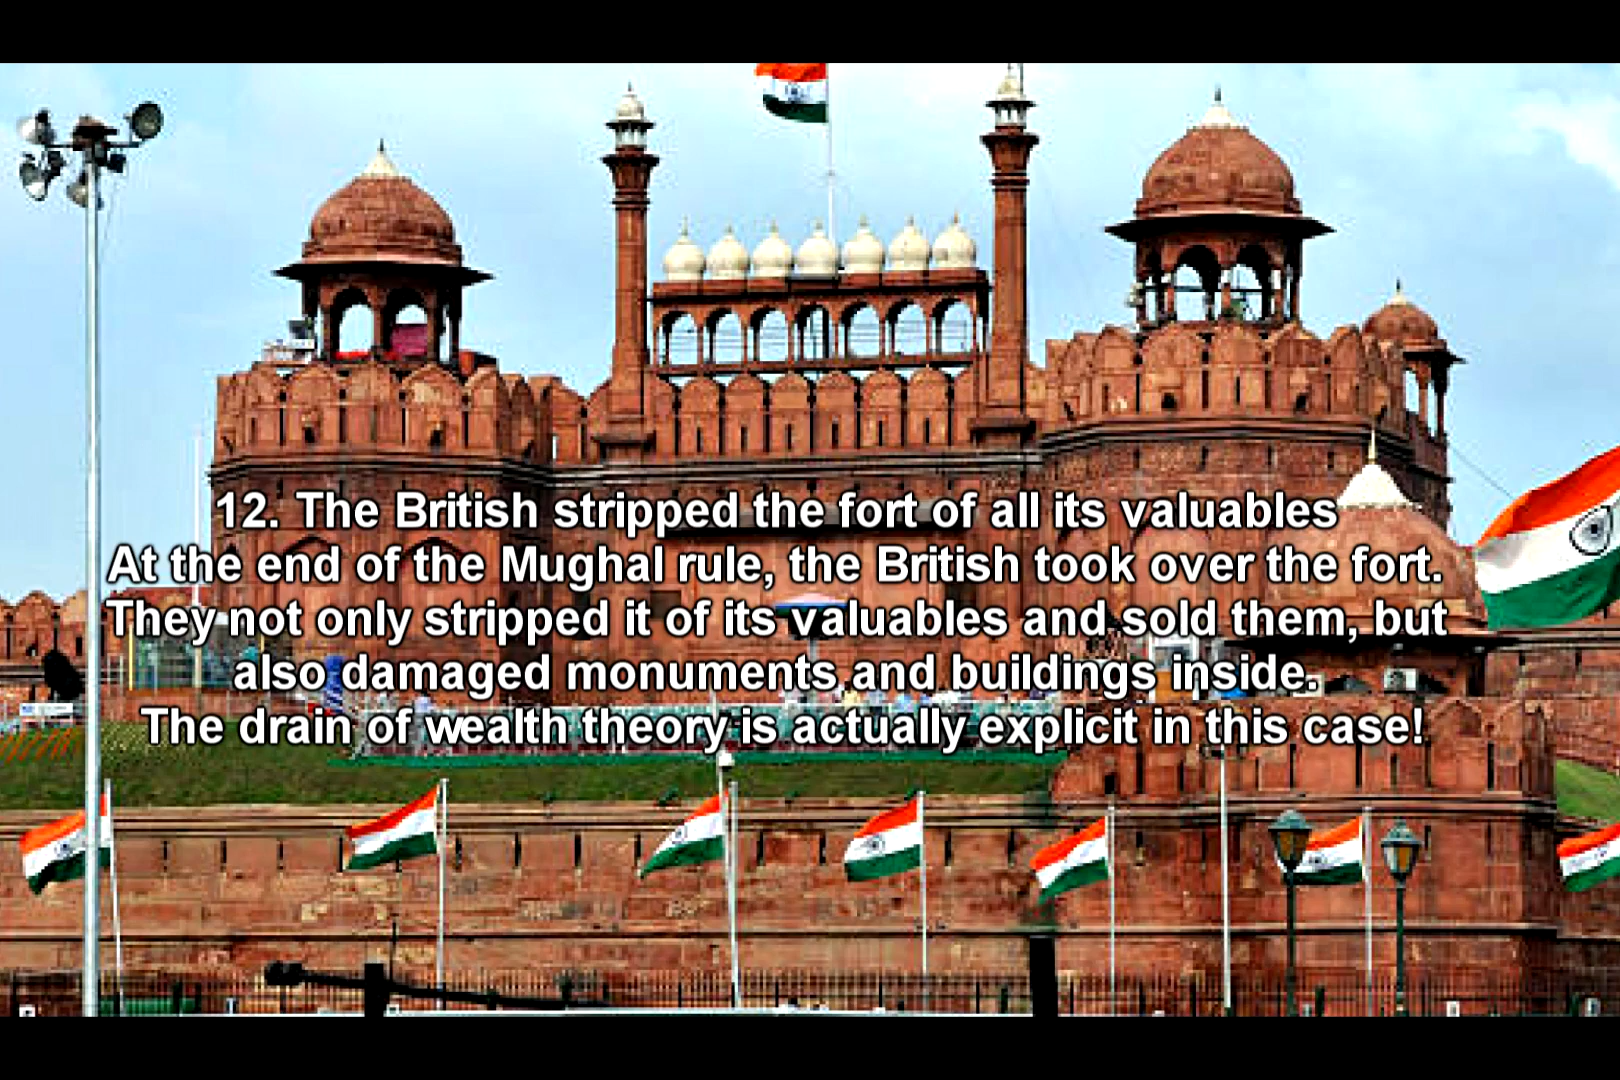 12. The British stripped the fort of all its valuables
At the end of the Mughal rule, the British took over the fort.
They not only stripped it of its valuables and sold them, but
also damaged monuments and buildings inside.
The drain of wealth theory is actually explicit in this case!